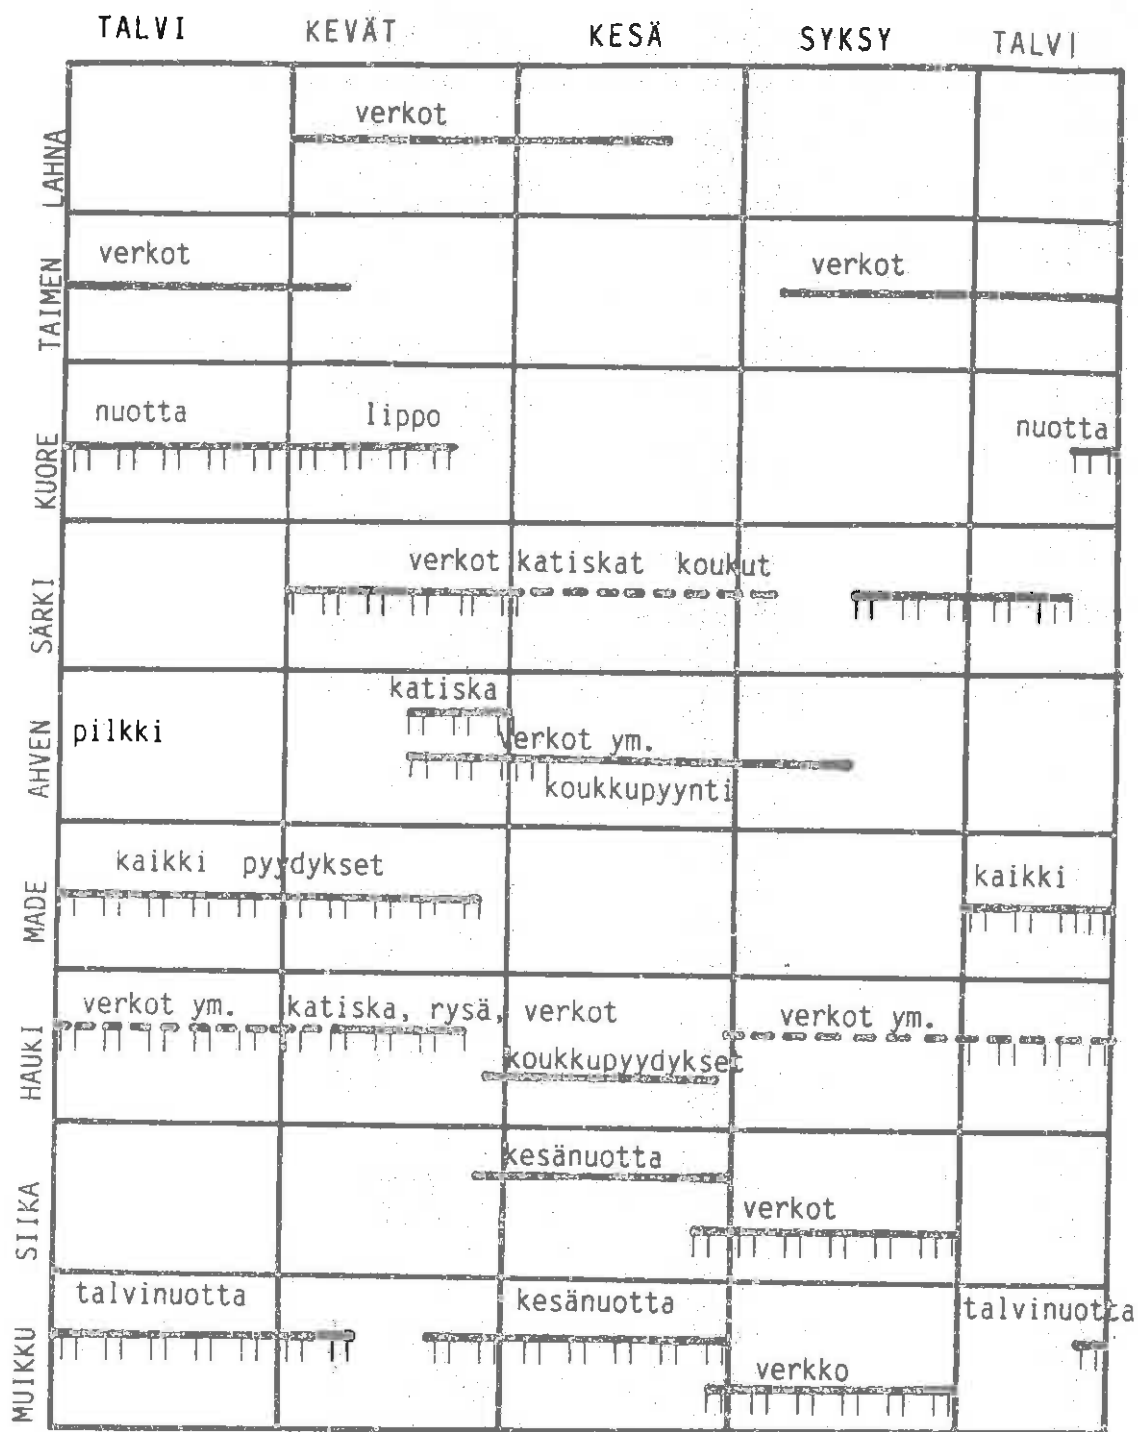 TALVI KEVÄT KESÄ SYKSY TALVI
LAHNA
verkot
TAIMEN
verkot verkot
KUORE
nuotta lippo nuotta
SÄRKI
verkot katiskat koukut
AHVEN
katiska
pilkki verkot ym.
koukkupyynti
MADE
kaikki pyydykset kaikki
HAUKI
verkot ym. katiska, rysä, verkot verkot ym.
koukkupyydykset
SIIKA
kesänuotta
verkot
MUIKKU
talvinuotta kesänuotta talvinuotta
verkko